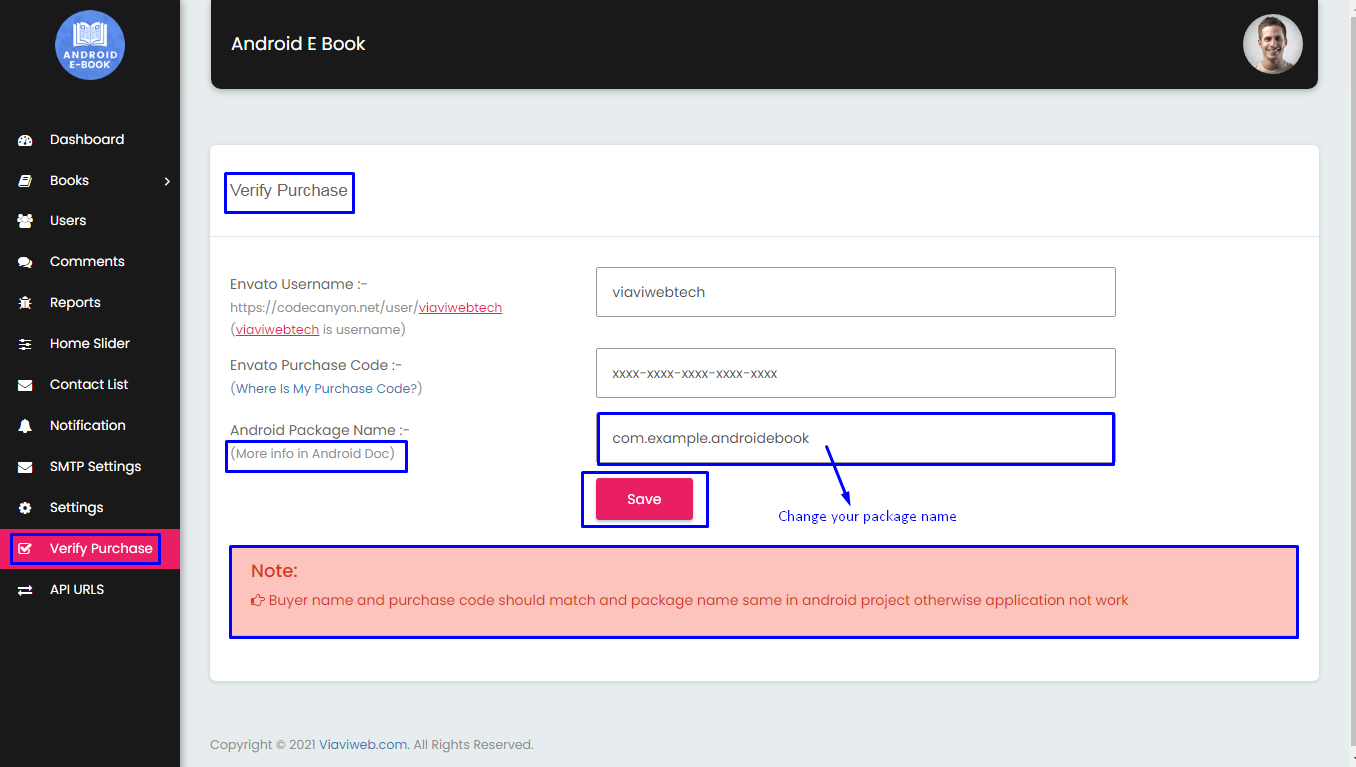 ANDROID
E-BOOK
Android E Book
Dashboard
Books
Users
Comments
Reports
Home Slider
Contact List
Notification
SMTP Settings
Settings
Verify Purchase
API URLS
Verify Purchase
Envato Username :-
https://codecanyon.net/user/viaviwebtech
(viaviwebtech is username)
viaviwebtech
Envato Purchase Code :-
(Where Is My Purchase Code?)
xxxx-xxxx-xxxx-xxxx-xxxx
Android Package Name :-
(More info in Android Doc)
com.example.androidebook
Save
Change your package name
Note:
Buyer name and purchase code should match and package name same in android project otherwise application not work
Copyright © 2021 Viaviweb.com. All Rights Reserved.